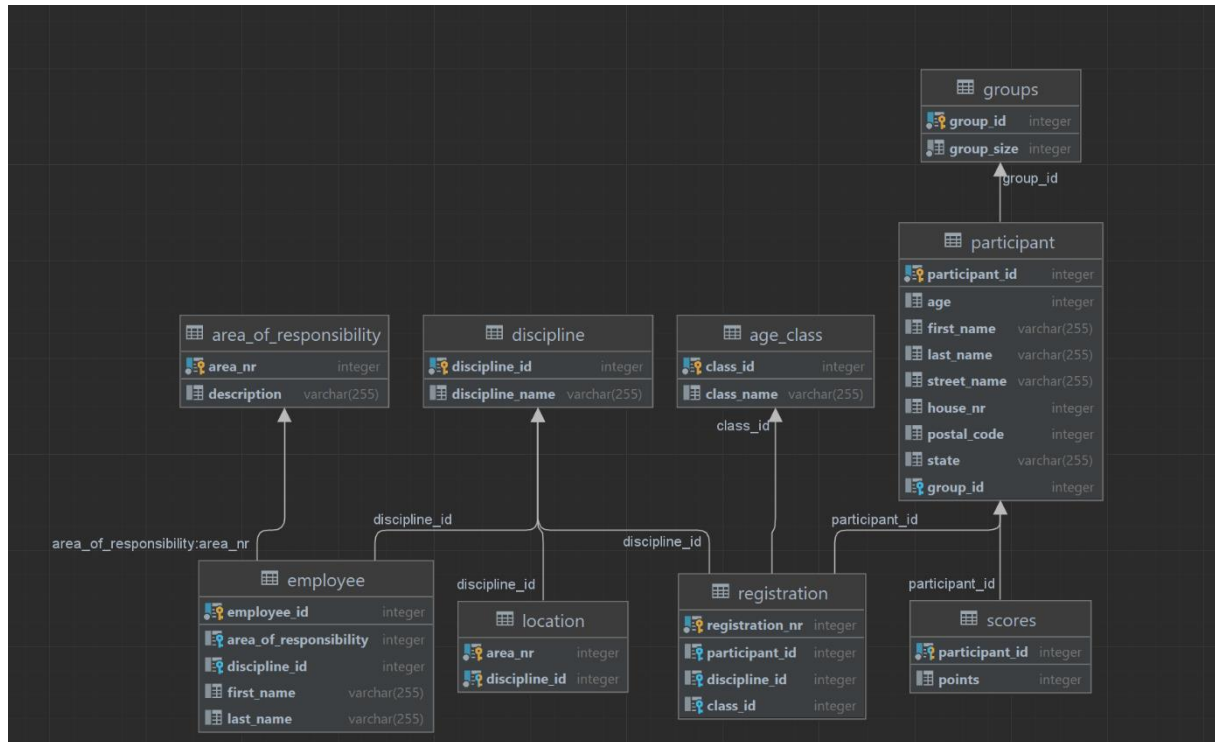 groups
group_id integer
group_size integer
group_id
participant
participant_id integer
age integer
first_name varchar(255)
last_name varchar(255)
street_name varchar(255)
house_nr integer
postal_code integer
state varchar(255)
group_id integer
area_of_responsibility
area_nr integer
description varchar(255)
discipline
discipline_id integer
discipline_name varchar(255)
age_class
class_id integer
class_name varchar(255)
class_id
area_of_responsibility:area_nr
discipline_id
discipline_id
discipline_id
participant_id
participant_id
employee
employee_id integer
area_of_responsibility integer
discipline_id integer
first_name varchar(255)
last_name varchar(255)
location
area_nr integer
discipline_id integer
registration
registration_nr integer
participant_id integer
discipline_id integer
class_id integer
scores
participant_id integer
points integer